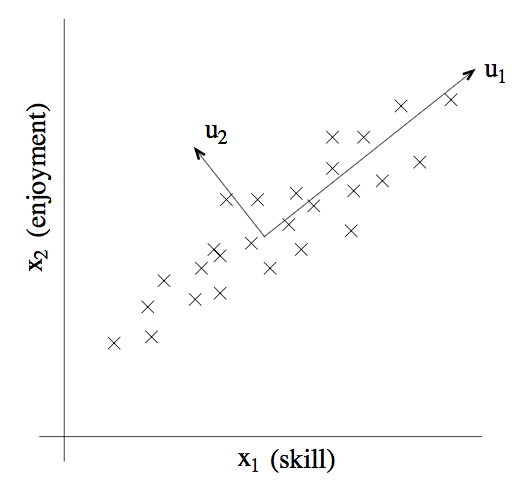 u₁
u₂
x₂ (enjoyment)
x₁ (skill)